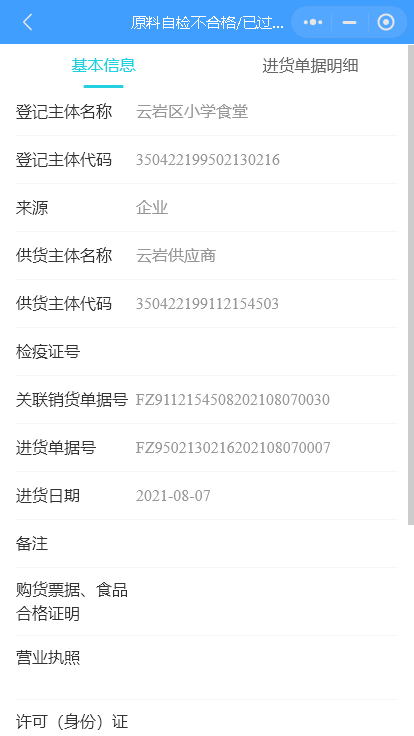 原料自检不合格/已过...
基本信息 进货单据明细
登记主体名称 云岩区小学食堂
登记主体代码 350422199502130216
来源 企业
供货主体名称 云岩供应商
供货主体代码 350422199112154503
检疫证号
关联销货单据号 FZ9112154508202108070030
进货单据号 FZ9502130216202108070007
进货日期 2021-08-07
备注
购货票据、食品
合格证明
营业执照
许可（身份）证